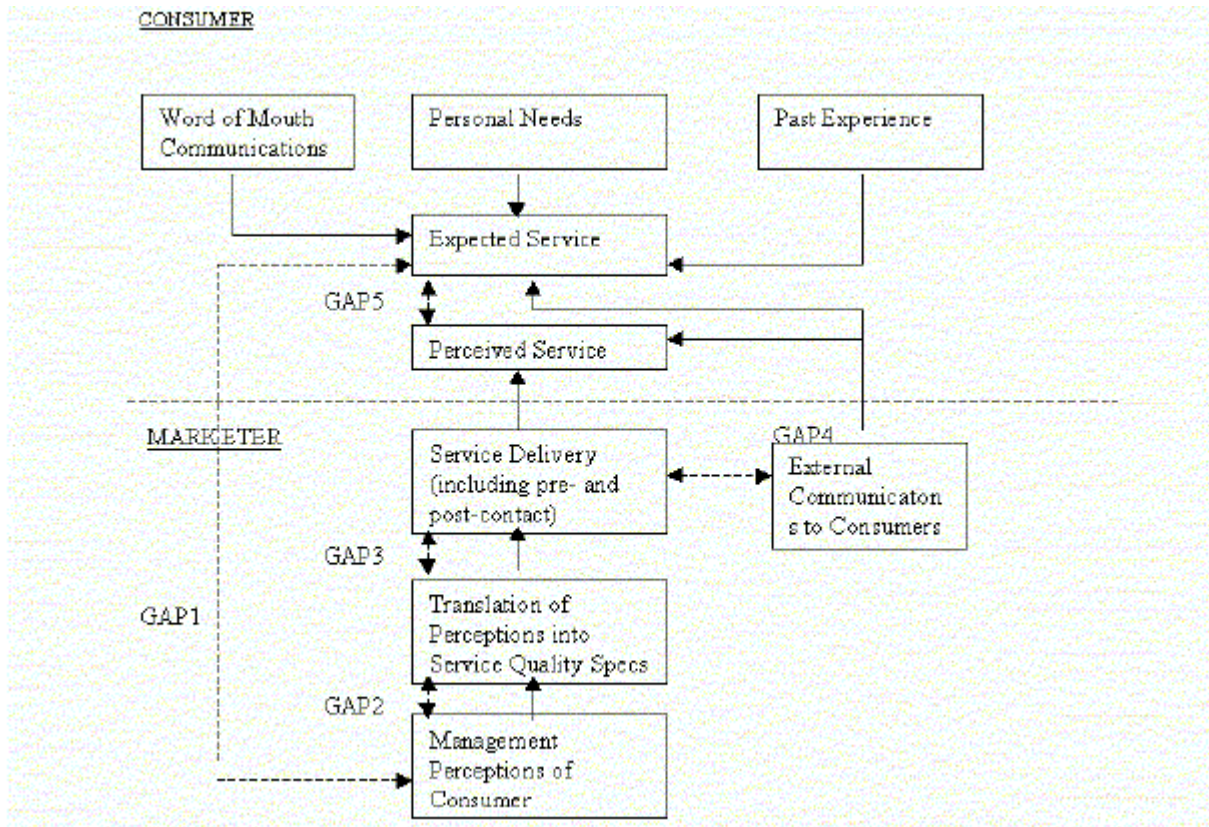 CONSUMER
Word of Mouth
Communications
Personal Needs
Past Experience
Expected Service
GAP5
Perceived Service
MARKETER
Service Delivery
(including pre- and
post-contact)
GAP4
External
Communicaton
s to Consumers
GAP3
GAP1
Translation of
Perceptions into
Service Quality Specs
GAP2
Management
Perceptions of
Consumer